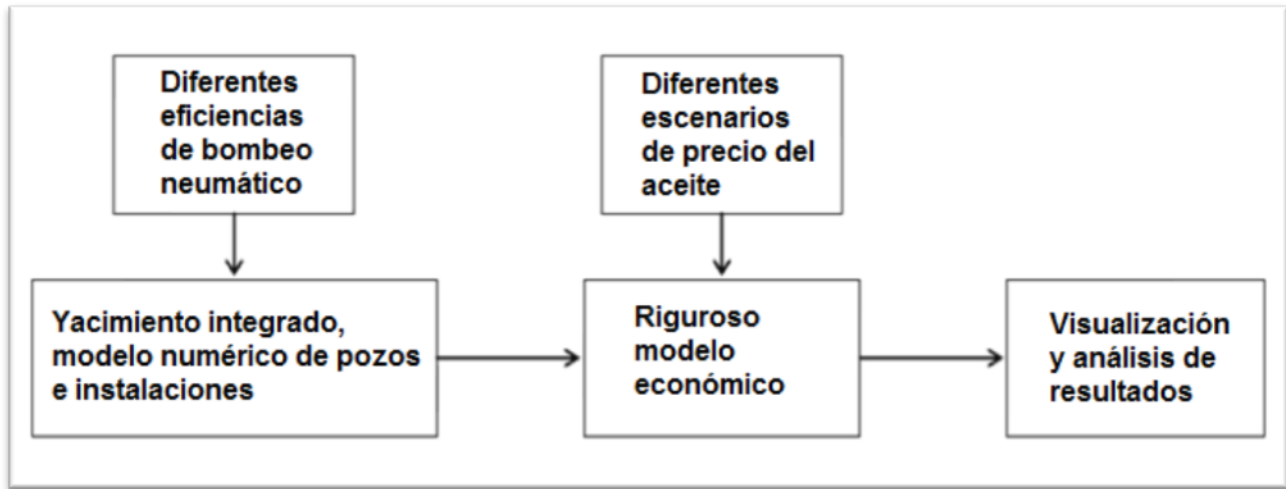 Diferentes
eficiencias
de bombeo
neumático
Diferentes
escenarios
de precio del
aceite
Yacimiento integrado,
modelo numérico de pozos
e instalaciones
Riguroso
modelo
económico
Visualización
y análisis de
resultados